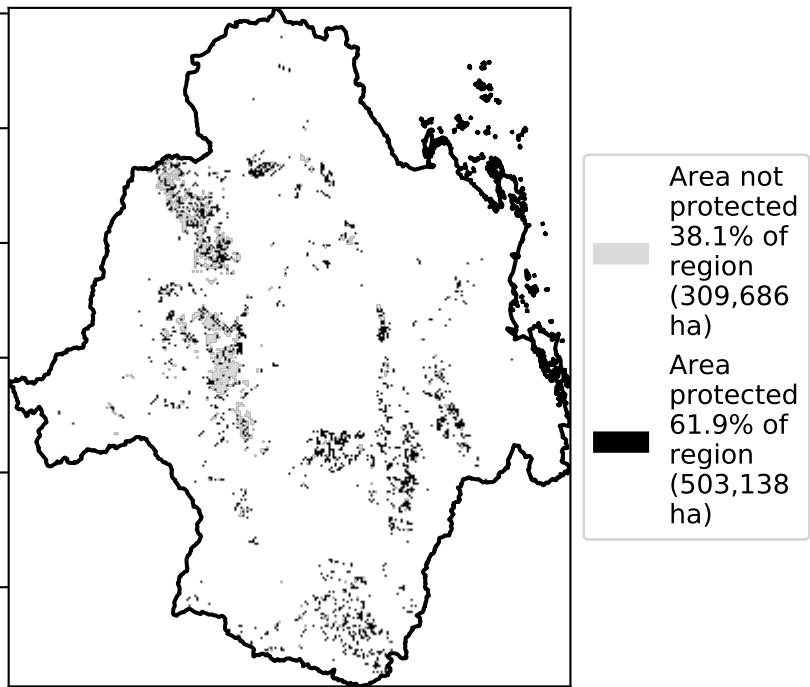 Area not
protected
38.1% of
region
(309,686
ha)
Area
protected
61.9% of
region
(503,138
ha)